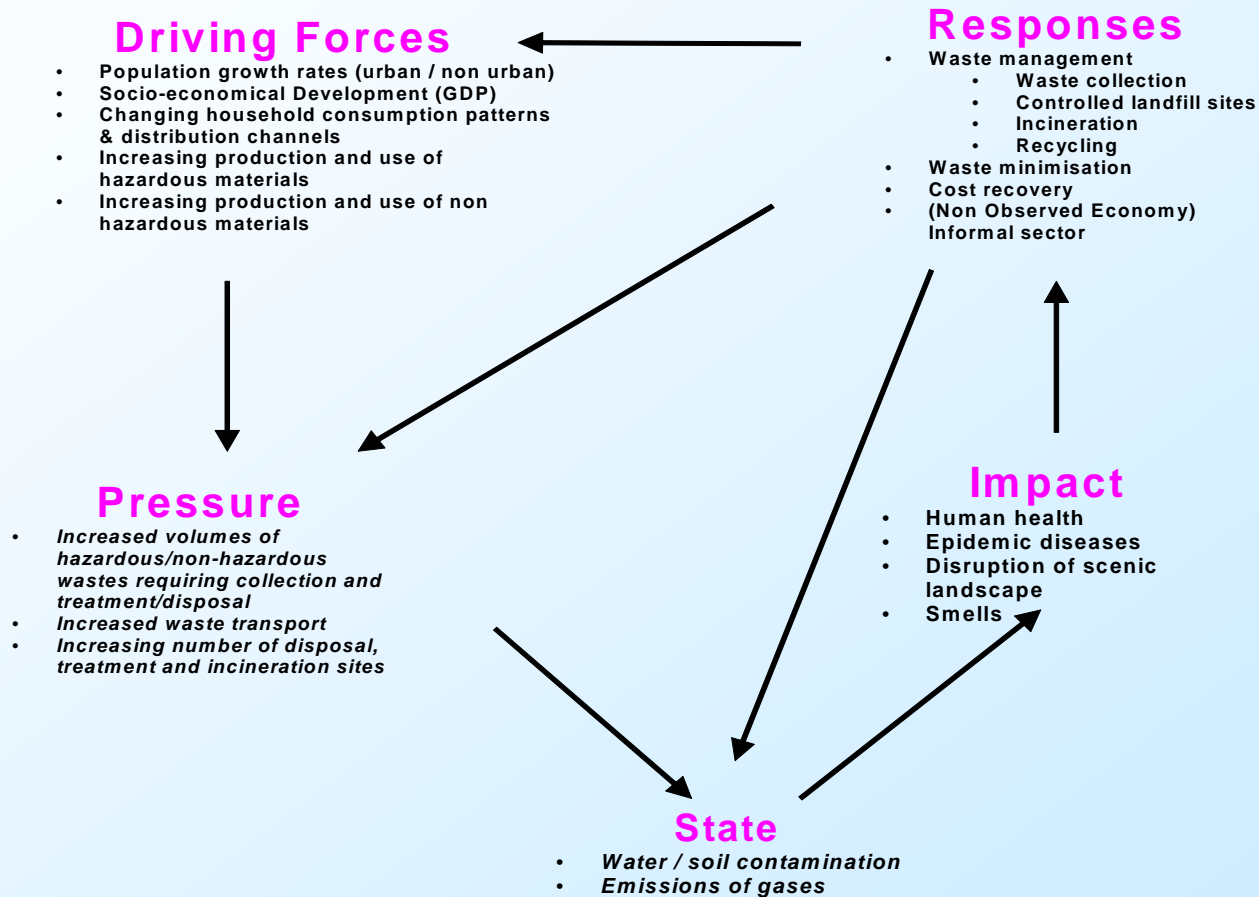 Driving Forces
• Population growth rates (urban / non urban)
• Socio-economical Development (GDP)
• Changing household consumption patterns
& distribution channels
• Increasing production and use of
hazardous materials
• Increasing production and use of non
hazardous materials
Responses
• Waste management
• Waste collection
• Controlled landfill sites
• Incineration
• Recycling
• Waste minimisation
• Cost recovery
• (Non Observed Economy)
Informal sector
Pressure
• Increased volumes of
hazardous/non-hazardous
wastes requiring collection and
treatment/disposal
• Increased waste transport
• Increasing number of disposal,
treatment and incineration sites
Impact
• Human health
• Epidemic diseases
• Disruption of scenic
landscape
• Smells
State
• Water / soil contamination
• Emissions of gases